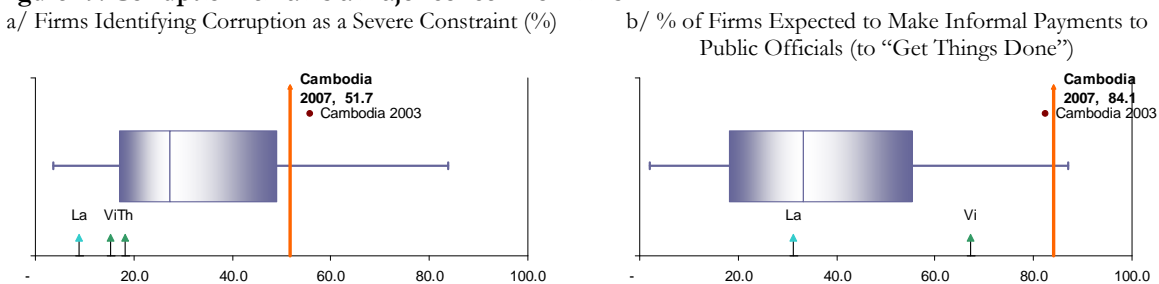 a/ Firms Identifying Corruption as a Severe Constraint (%)
Cambodia
2007, 51.7
Cambodia 2003
La ViTh
- 20.0 40.0 60.0 80.0 100.0
b/ % of Firms Expected to Make Informal Payments to
Public Officials (to “Get Things Done”)
Cambodia
2007, 84.1
Cambodia 2003
La Vi
- 20.0 40.0 60.0 80.0 100.0